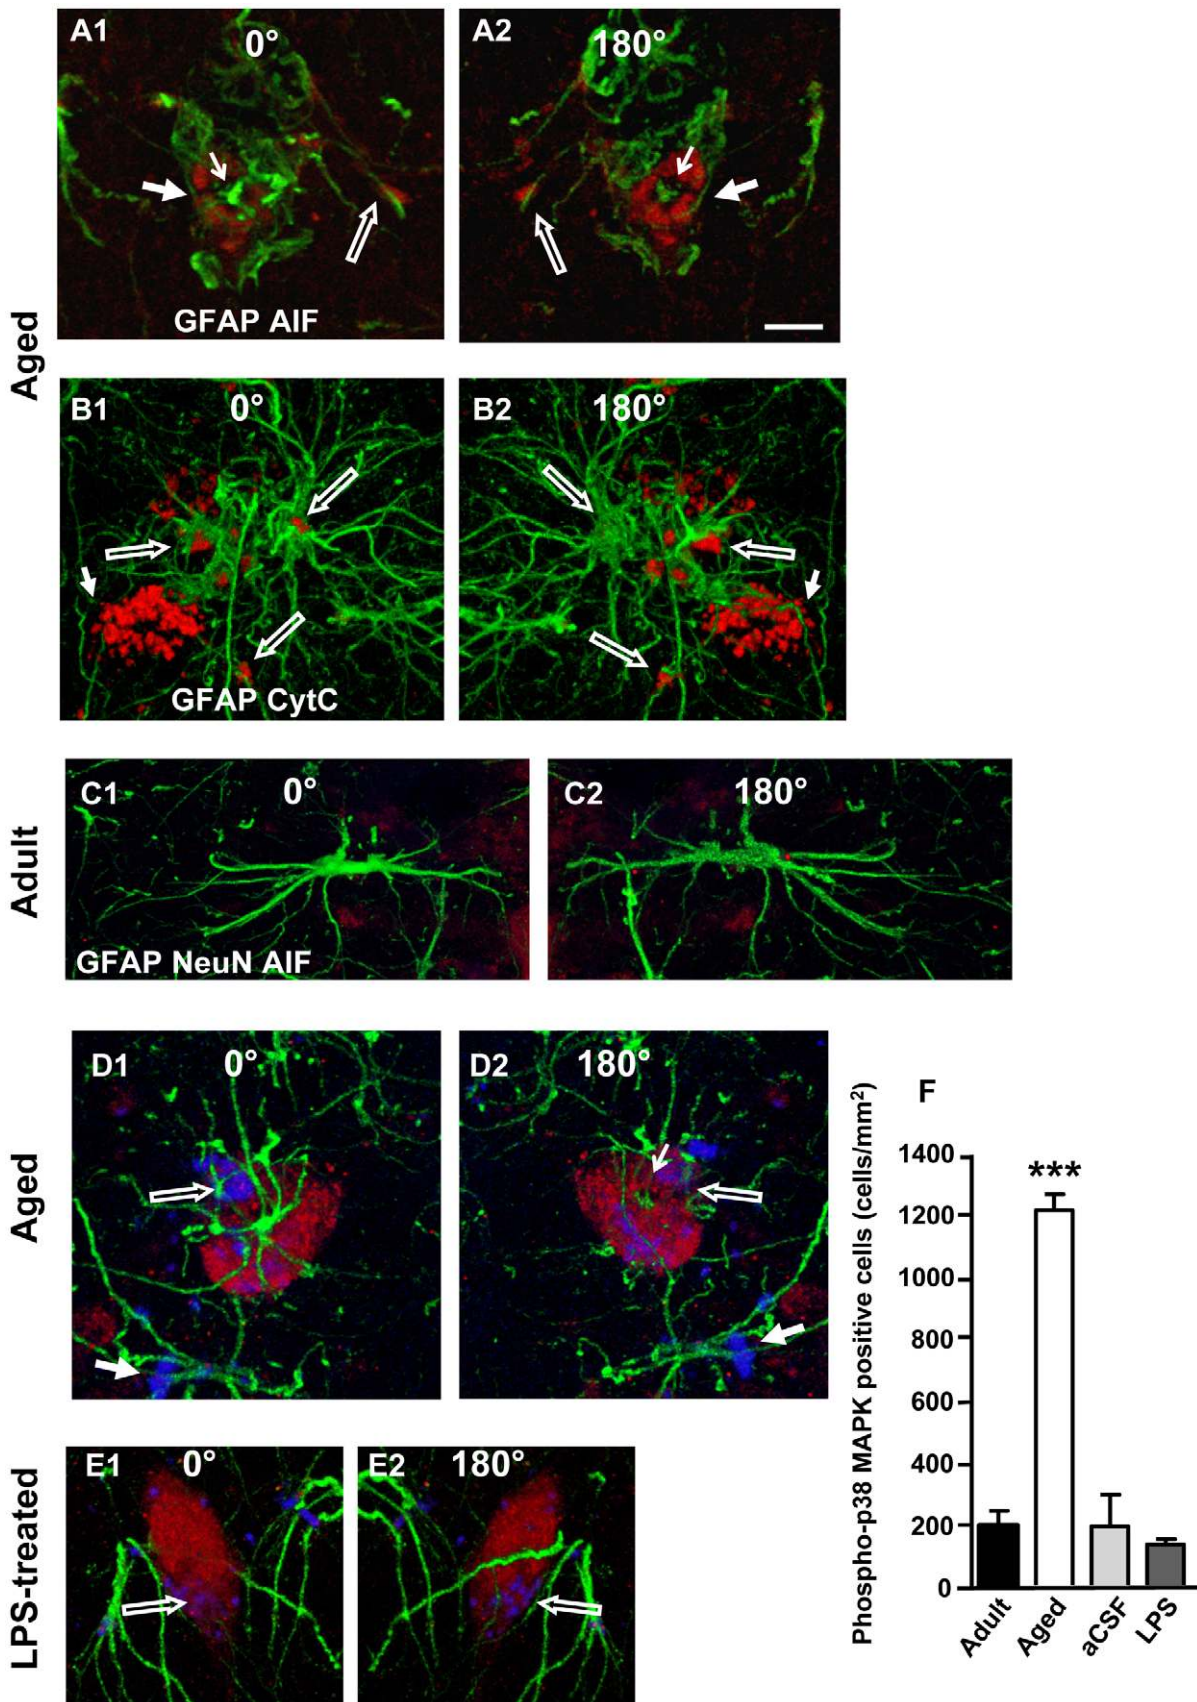 A1
0°
A2
180°
GFAP AIF
Aged
B1
0°
B2
180°
GFAP CytC
Adult
C1
0°
C2
180°
GFAP NeuN AIF
Aged
D1
0°
D2
180°
LPS-treated
E1
0°
E2
180°
F
Phospho-p38 MAPK positive cells (cells/mm²)
1400
1200
1000
800
600
400
200
0
***
Adult
Aged
aCSF
LPS